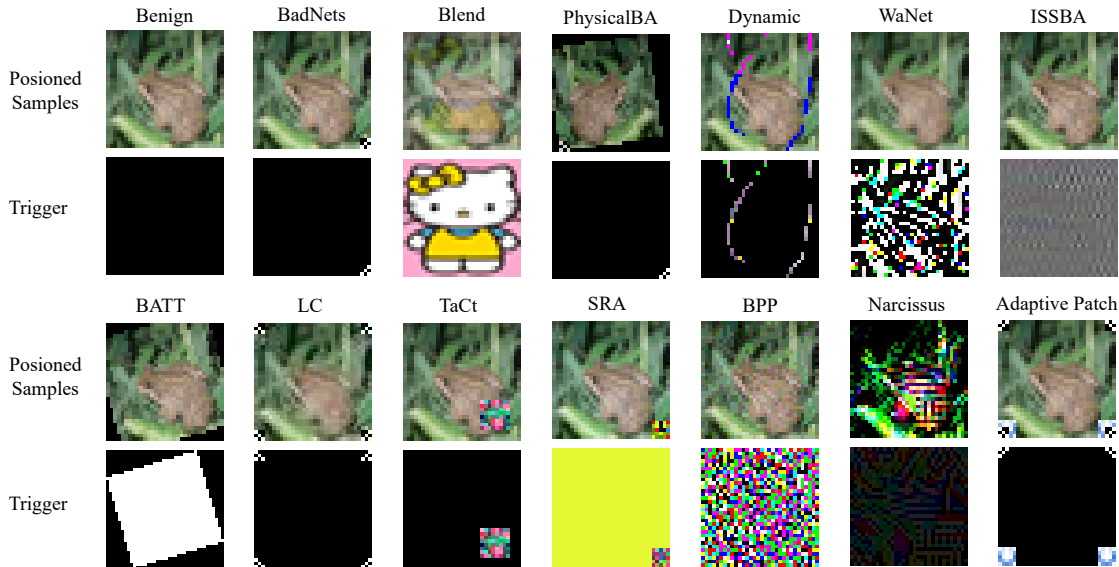 Benign BadNets Blend PhysicalBA Dynamic WaNet ISSBA
Posioned
Samples
Trigger
BATT LC TaCt SRA BPP Narcissus Adaptive Patch
Posioned
Samples
Trigger